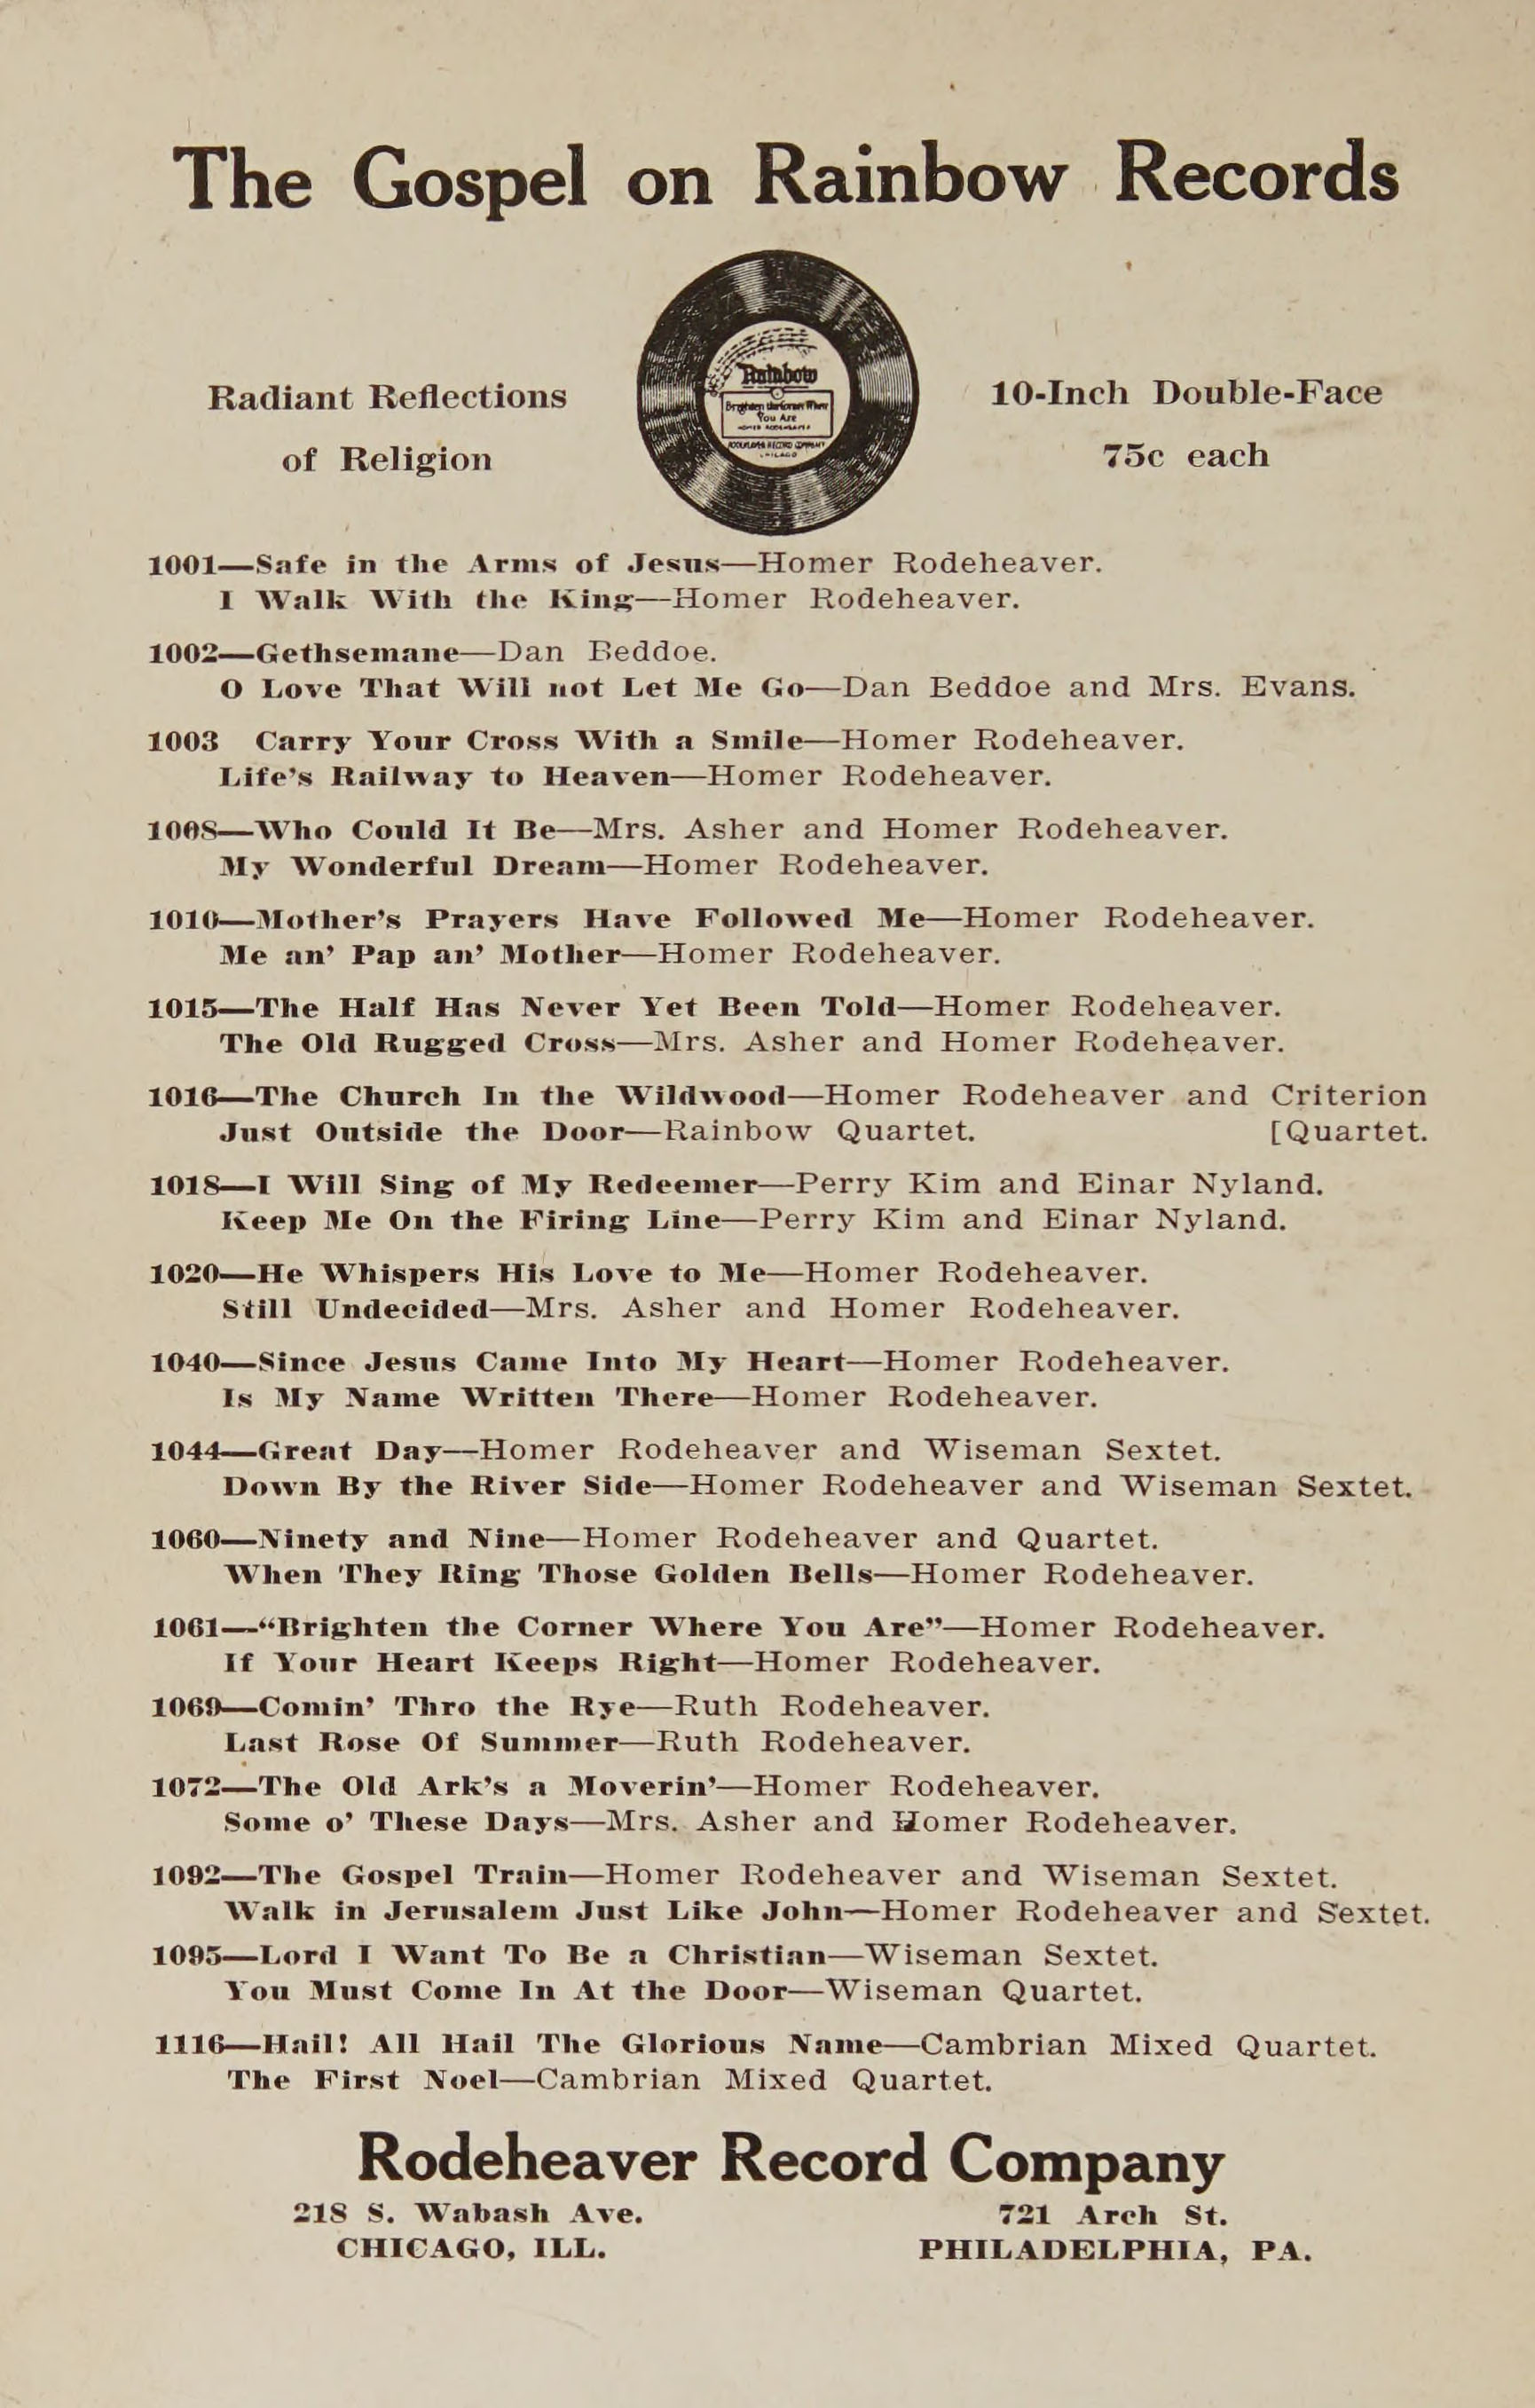 The Gospel on Rainbow Records
Radiant Reflections
of Religion
Rainbow
Brighten the Corner Where
You Are
HOMER RODEHEAVER
RODEHEAVER RECORD COMPANY
CHICAGO
10-Inch Double-Face
75c each
1001—Safe in the Arms of Jesus—Homer Rodeheaver.
I Walk With the King—Homer Rodeheaver.
1002—Gethsemane—Dan Beddoe.
O Love That Will not Let Me Go—Dan Beddoe and Mrs. Evans.
1003 Carry Your Cross With a Smile—Homer Rodeheaver.
Life's Railway to Heaven—Homer Rodeheaver.
1008—Who Could It Be—Mrs. Asher and Homer Rodeheaver.
My Wonderful Dream—Homer Rodeheaver.
1010—Mother's Prayers Have Followed Me—Homer Rodeheaver.
Me an' Pap an' Mother—Homer Rodeheaver.
1015—The Half Has Never Yet Been Told—Homer Rodeheaver.
The Old Rugged Cross—Mrs. Asher and Homer Rodeheaver.
1016—The Church In the Wildwood—Homer Rodeheaver and Criterion
Just Outside the Door—Rainbow Quartet. [Quartet.
1018—I Will Sing of My Redeemer—Perry Kim and Einar Nyland.
Keep Me On the Firing Line—Perry Kim and Einar Nyland.
1020—He Whispers His Love to Me—Homer Rodeheaver.
Still Undecided—Mrs. Asher and Homer Rodeheaver.
1040—Since Jesus Came Into My Heart—Homer Rodeheaver.
Is My Name Written There—Homer Rodeheaver.
1044—Great Day—Homer Rodeheaver and Wiseman Sextet.
Down By the River Side—Homer Rodeheaver and Wiseman Sextet.
1060—Ninety and Nine—Homer Rodeheaver and Quartet.
When They Ring Those Golden Bells—Homer Rodeheaver.
1061—"Brighten the Corner Where You Are"—Homer Rodeheaver.
If Your Heart Keeps Right—Homer Rodeheaver.
1069—Comin' Thro the Rye—Ruth Rodeheaver.
Last Rose Of Summer—Ruth Rodeheaver.
1072—The Old Ark's a Moverin'—Homer Rodeheaver.
Some o' These Days—Mrs. Asher and Homer Rodeheaver.
1092—The Gospel Train—Homer Rodeheaver and Wiseman Sextet.
Walk in Jerusalem Just Like John—Homer Rodeheaver and Sextet.
1095—Lord I Want To Be a Christian—Wiseman Sextet.
You Must Come In At the Door—Wiseman Quartet.
1116—Hail! All Hail The Glorious Name—Cambrian Mixed Quartet.
The First Noel—Cambrian Mixed Quartet.
Rodeheaver Record Company
218 S. Wabash Ave.
CHICAGO, ILL.
721 Arch St.
PHILADELPHIA, PA.